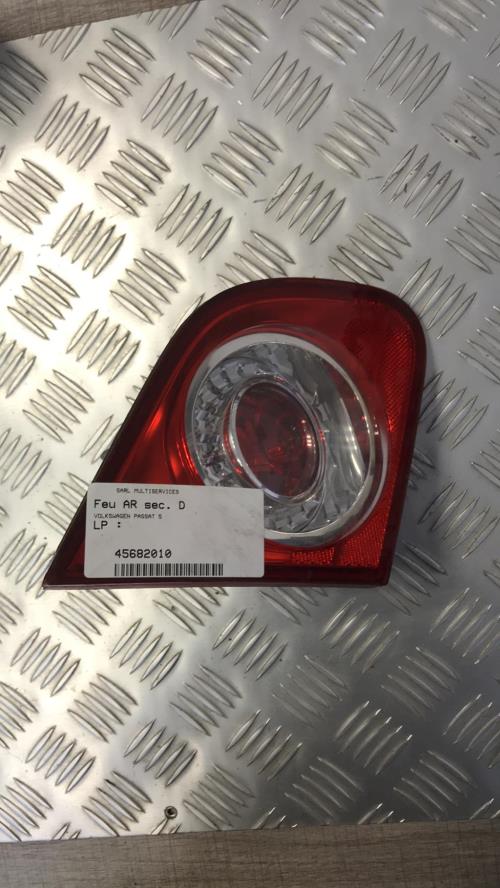 SARL MULTISERVICES
Feu AR sec. D
VOLKSWAGEN PASSAT 5
LP :
45682010